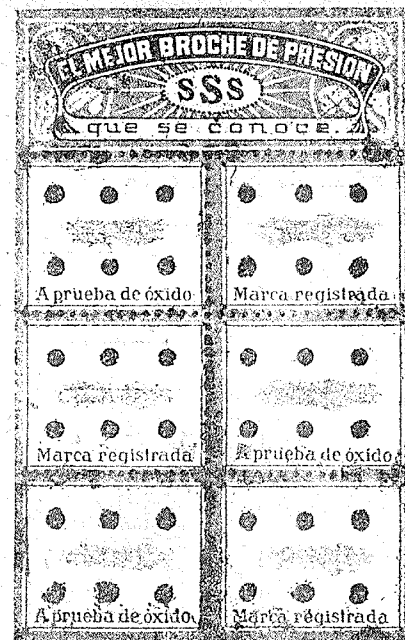 EL MEJOR BROCHE DE PRESION
SSS
que se conoce.
A prueba de óxido
Marca registrada
Marca registrada
A prueba de óxido
A prueba de óxido
Marca registrada